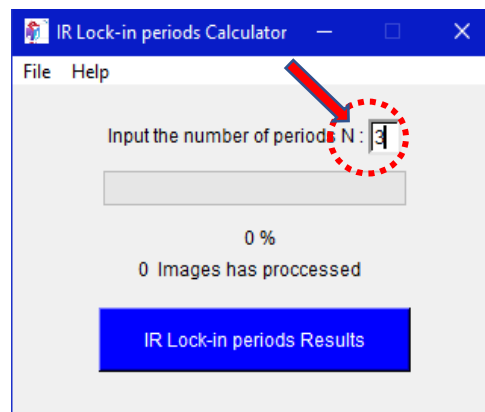 IR Lock-in periods Calculator
File Help
Input the number of periods N : 3
0 %
0 Images has proccessed
IR Lock-in periods Results